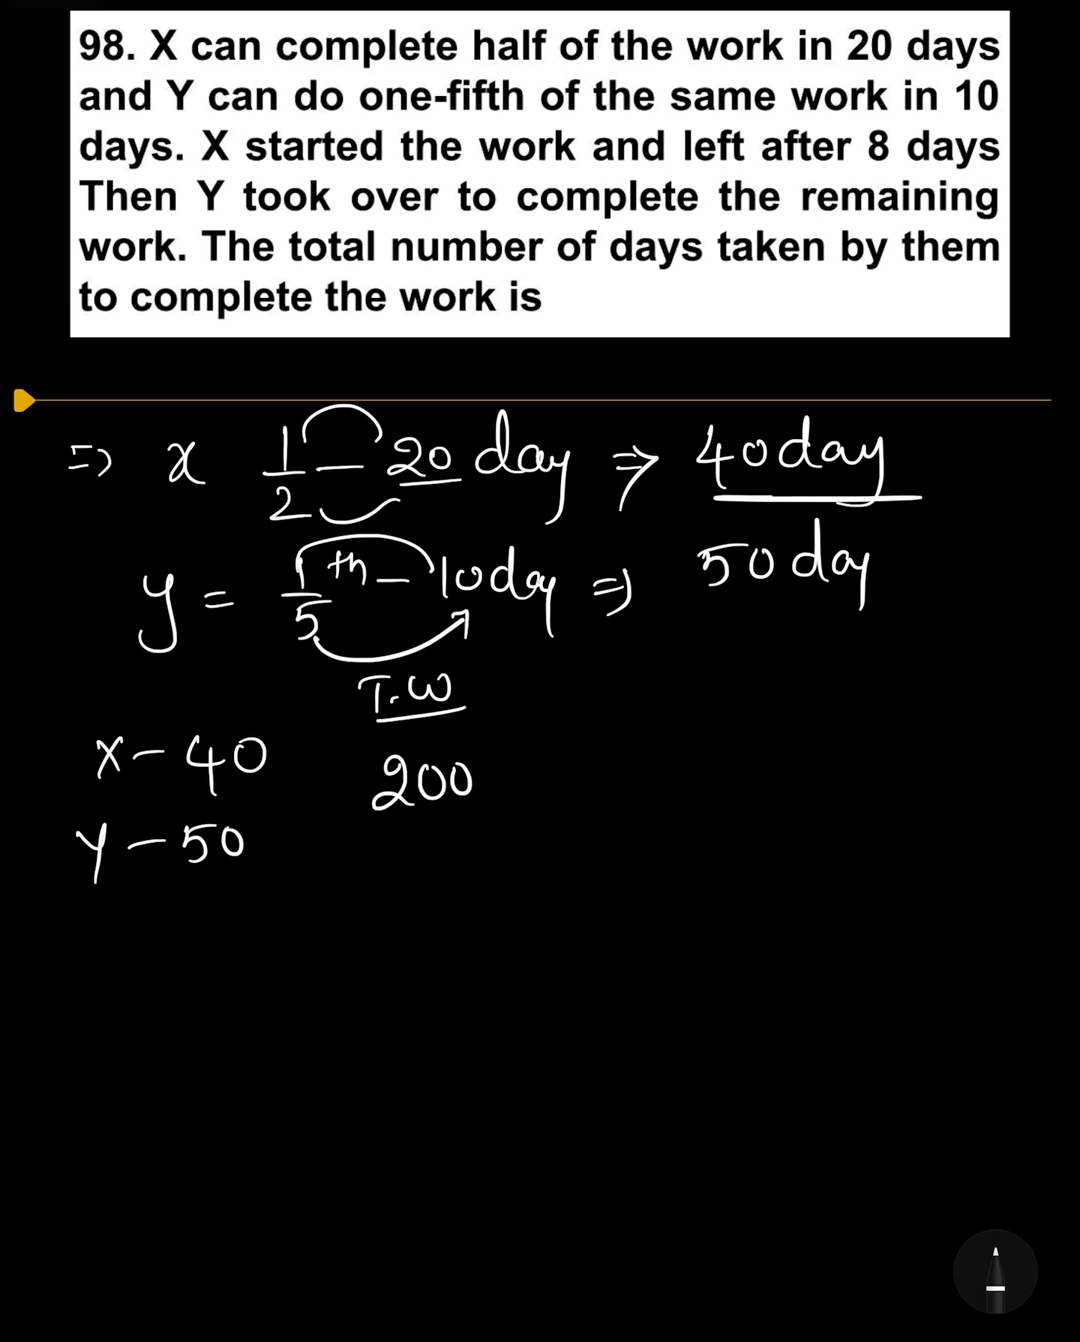 98. X can complete half of the work in 20 days
and Y can do one-fifth of the same work in 10
days. X started the work and left after 8 days
Then Y took over to complete the remaining
work. The total number of days taken by them
to complete the work is
=> x 1/2 - 20 day => 40 day
y = 1/5 th - 10 day => 50 day
T.W
X - 40 200
Y - 50